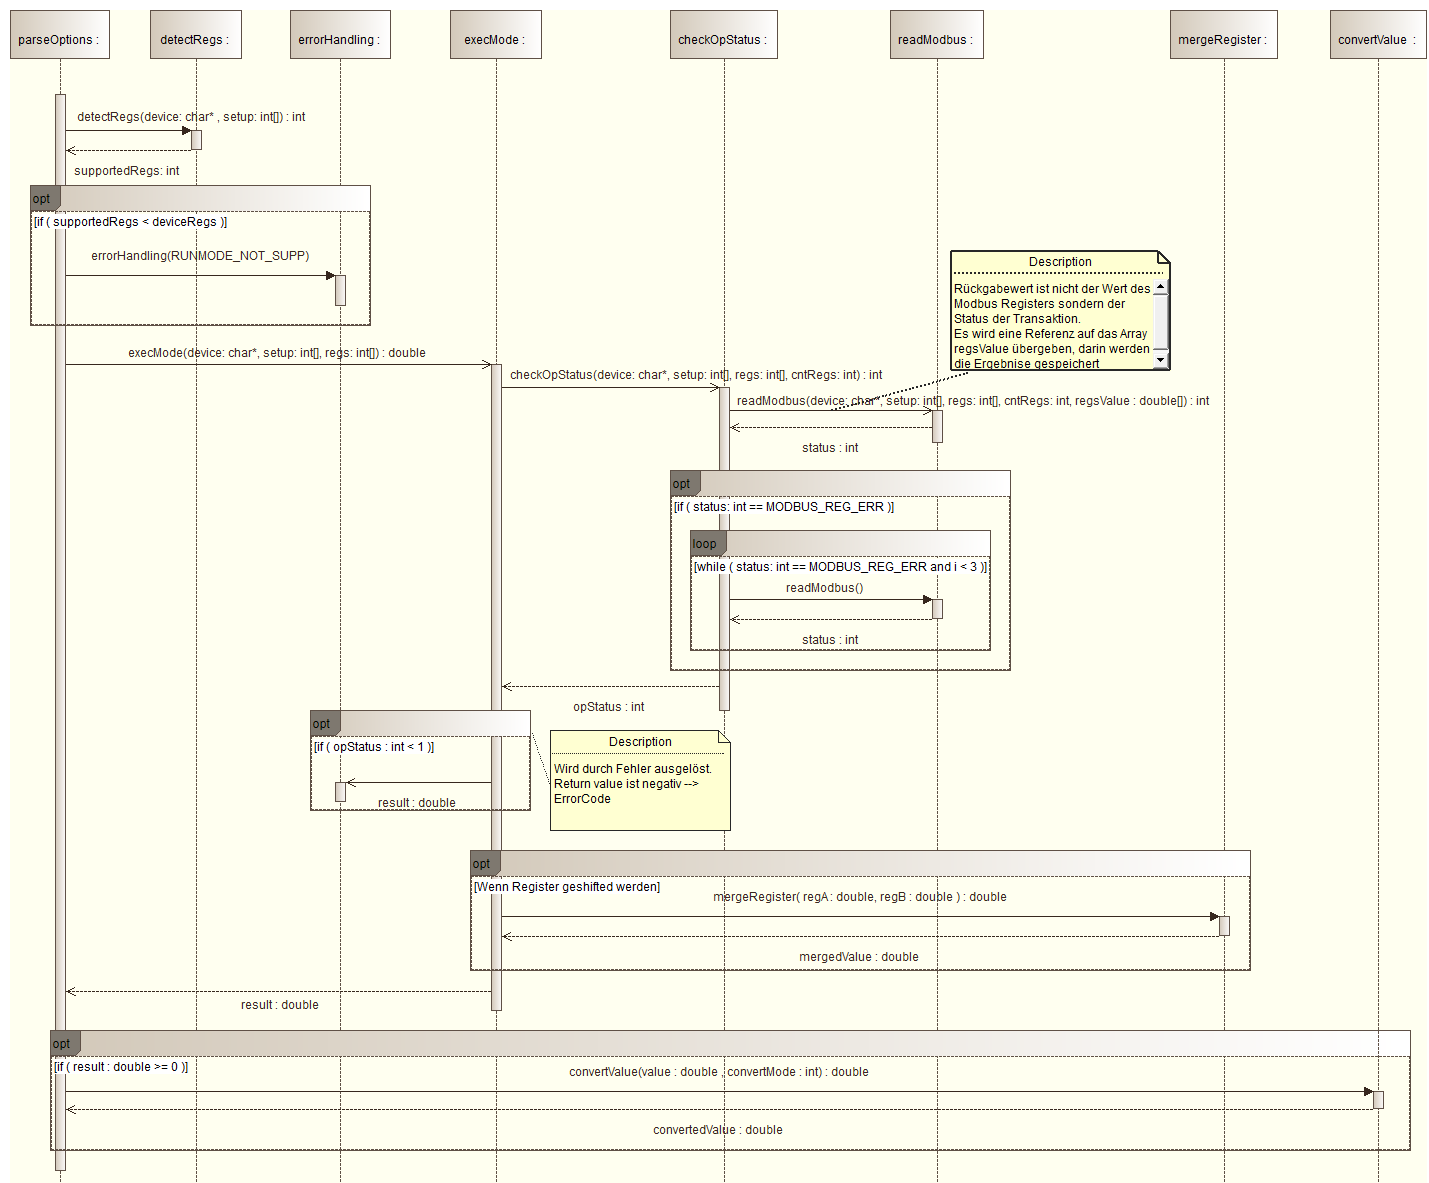 parseOptions :
detectRegs :
errorHandling :
execMode :
checkOpStatus :
readModbus :
mergeRegister :
convertValue :
detectRegs(device: char* , setup: int[]) : int
supportedRegs: int
opt
[if ( supportedRegs < deviceRegs )]
errorHandling(RUNMODE_NOT_SUPP)
Description
Rückgabewert ist nicht der Wert des
Modbus Registers sondern der
Status der Transaktion.
Es wird eine Referenz auf das Array
regsValue übergeben, darin werden
die Ergebnise gespeichert
execMode(device: char*, setup: int[], regs: int[]) : double
checkOpStatus(device: char*, setup: int[], regs: int[], cntRegs: int) : int
readModbus(device: char*, setup: int[], regs: int[], cntRegs: int, regsValue : double[]) : int
status : int
opt
[if ( status: int == MODBUS_REG_ERR )]
loop
[while ( status: int == MODBUS_REG_ERR and i < 3 )]
readModbus()
status : int
opStatus : int
opt
[if ( opStatus : int < 1 )]
result : double
Description
Wird durch Fehler ausgelöst.
Return value ist negativ -->
ErrorCode
opt
[Wenn Register geshifted werden]
mergeRegister( regA : double, regB : double ) : double
mergedValue : double
result : double
opt
[if ( result : double >= 0 )]
convertValue(value : double , convertMode : int) : double
convertedValue : double